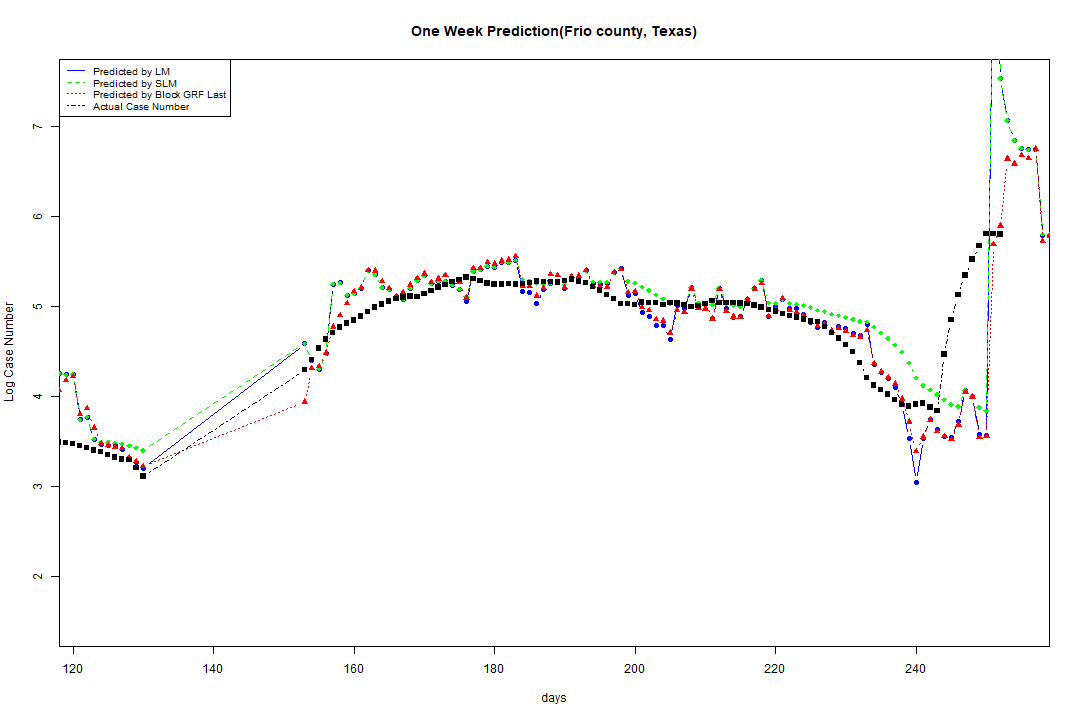 One Week Prediction(Frio county, Texas)
Predicted by LM
Predicted by SLM
Predicted by Block GRF Last
Actual Case Number
7
6
5
4
3
2
Log Case Number
120 140 160 180 200 220 240
days